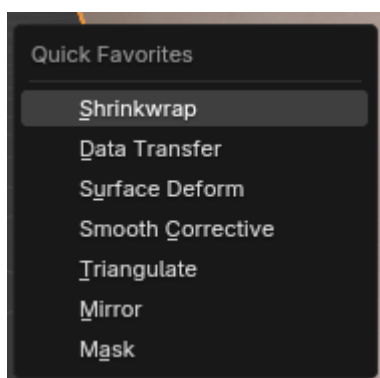 Quick Favorites
Shrinkwrap
Data Transfer
Surface Deform
Smooth Corrective
Triangulate
Mirror
Mask